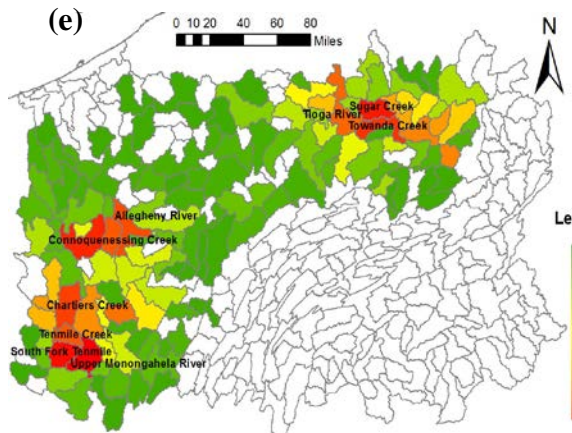 (e)
0 10 20 40 60 80
Miles
N
Sugar Creek
Tioga River
Towanda Creek
Allegheny River
Connoquenessing Creek
Le
Chartiers Creek
Tenmile Creek
South Fork Tenmile
Upper Monongahela River